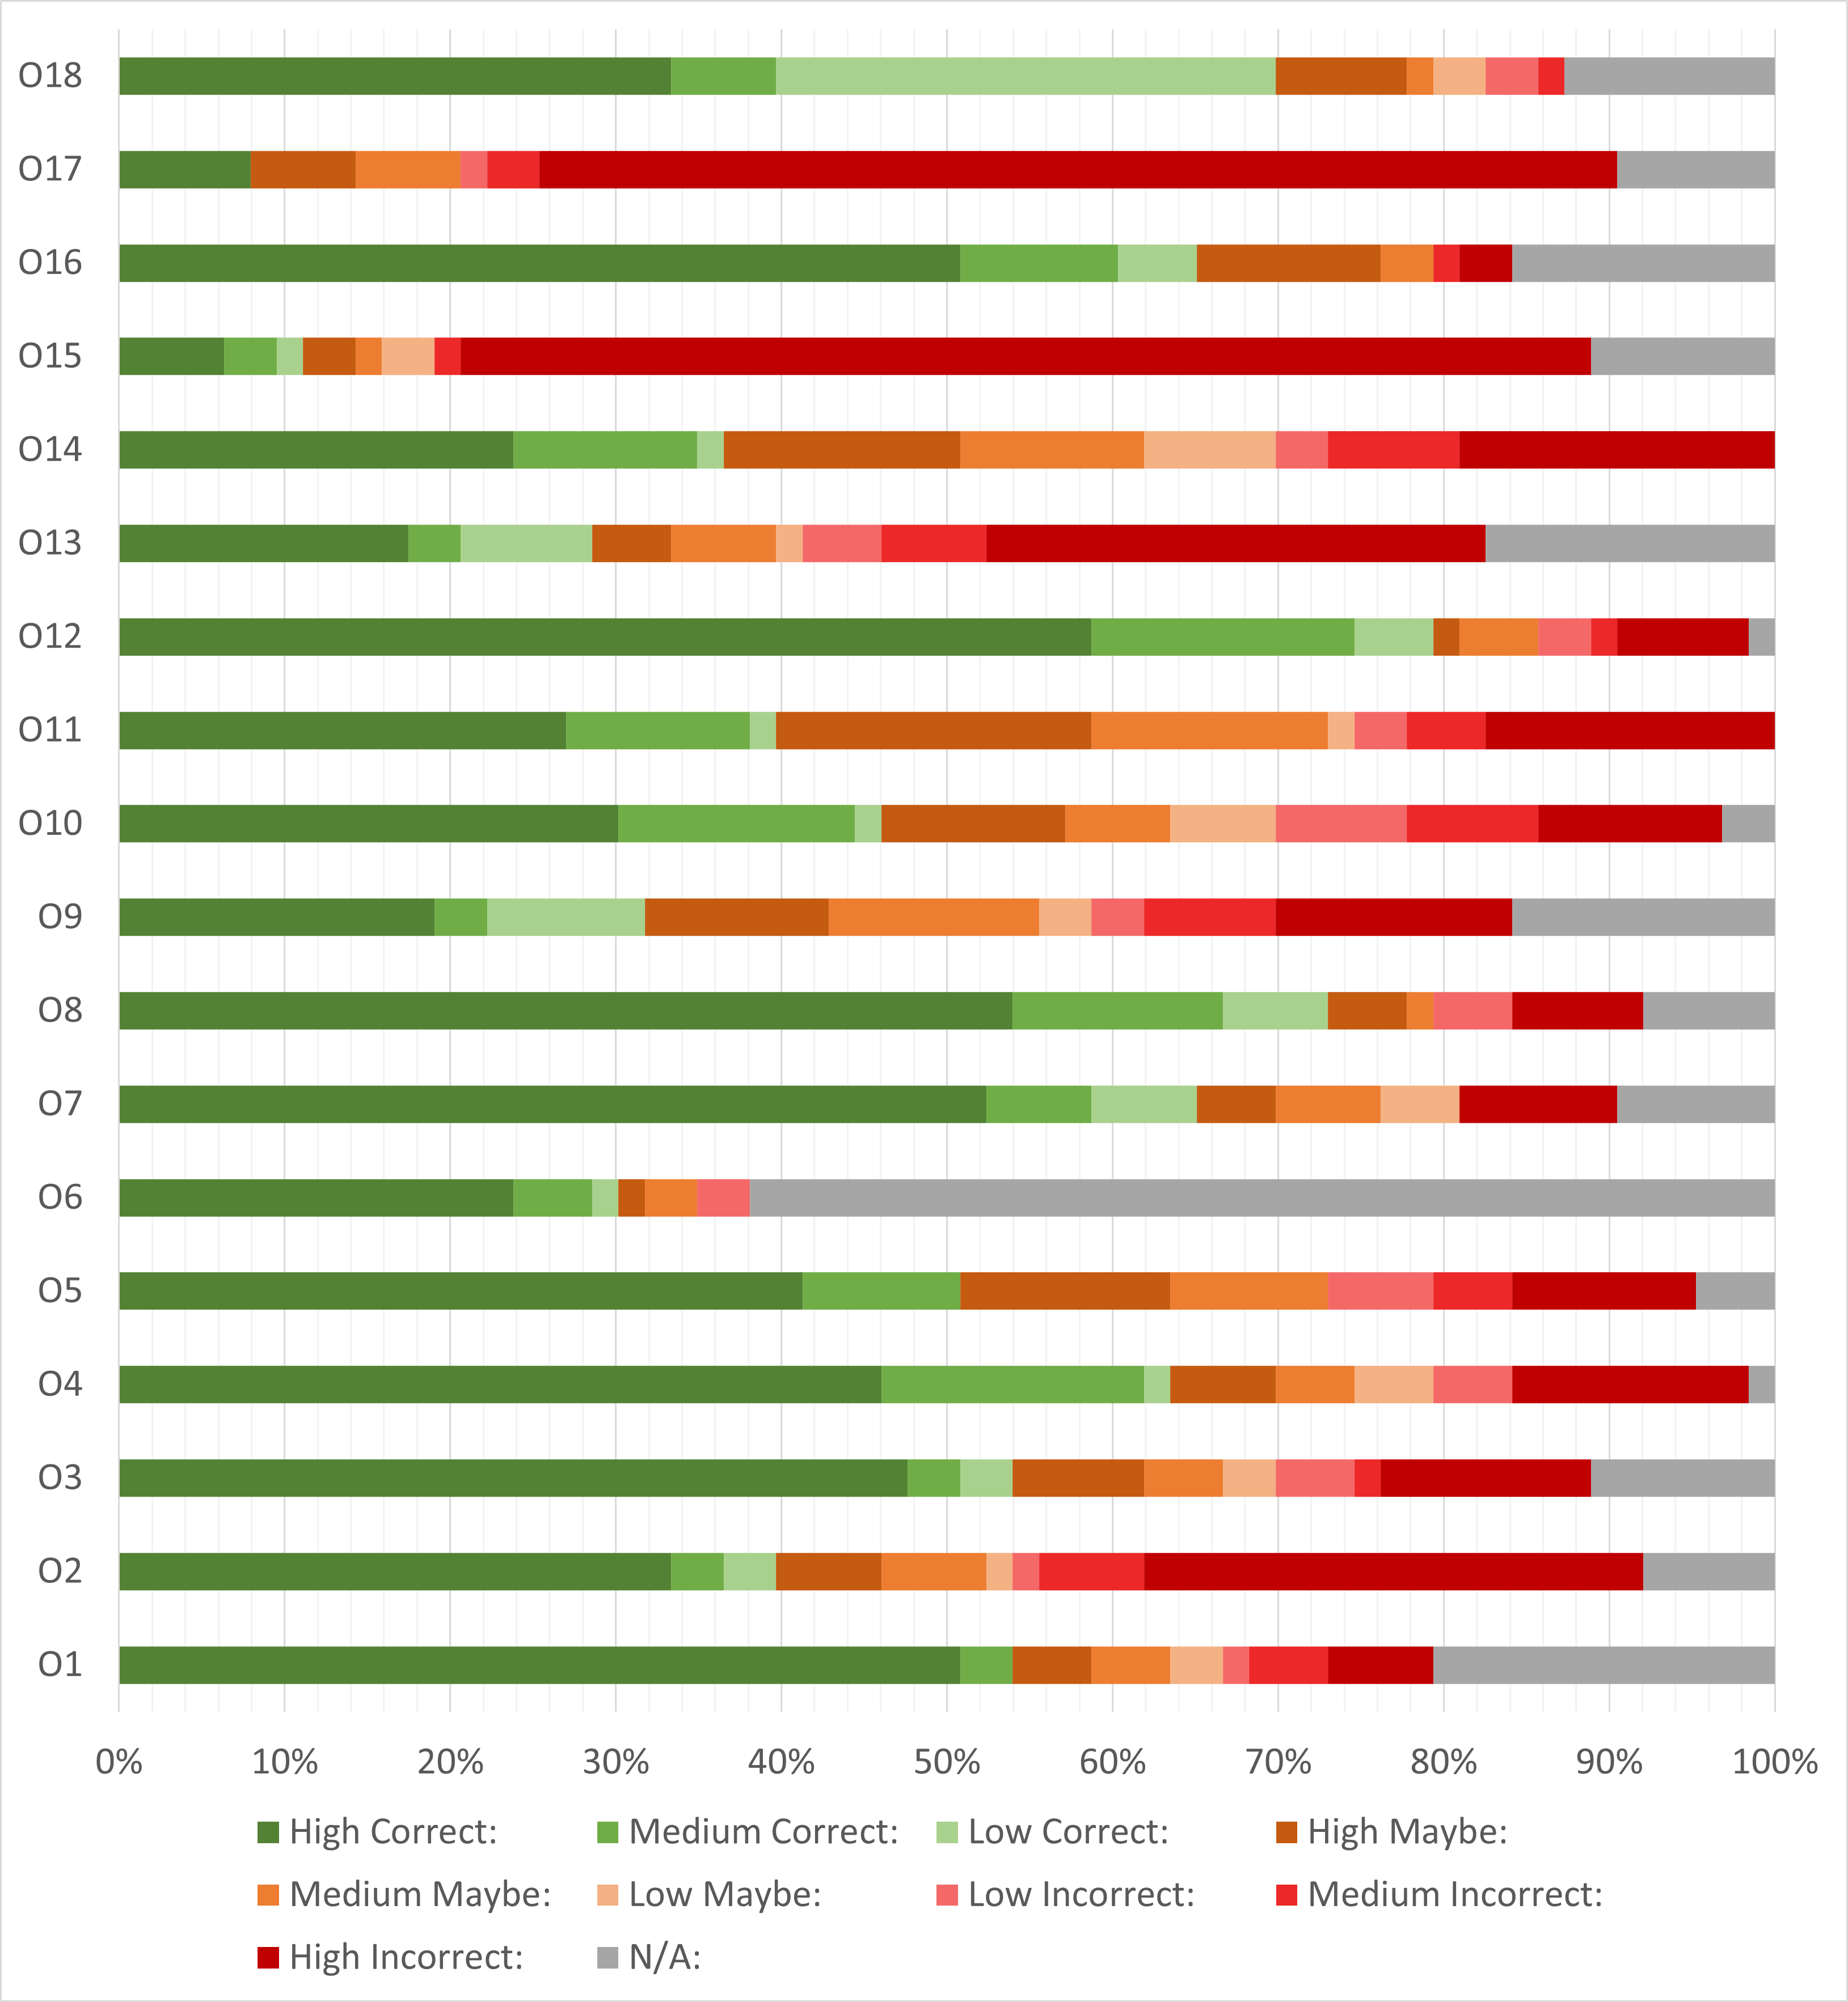 O18
O17
O16
O15
O14
O13
O12
O11
O10
O9
O8
O7
O6
O5
O4
O3
O2
O1
0% 10% 20% 30% 40% 50% 60% 70% 80% 90% 100%
High Correct: Medium Correct: Low Correct: High Maybe:
Medium Maybe: Low Maybe: Low Incorrect: Medium Incorrect:
High Incorrect: N/A: